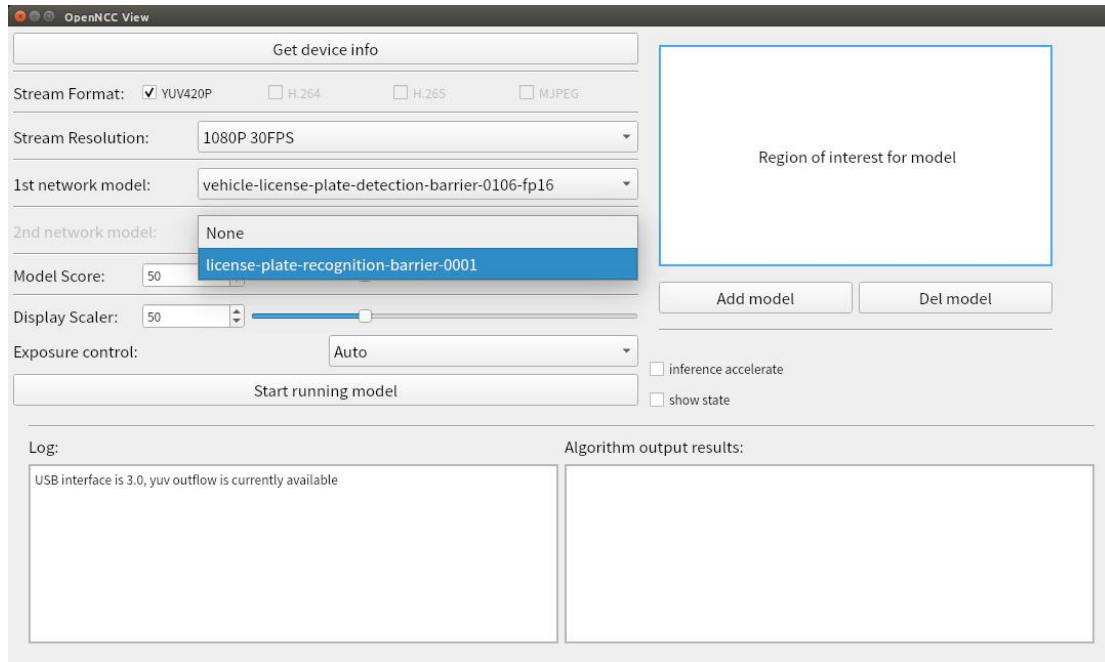 OpenNCC View
Get device info
Stream Format: YUV420P H.264 H.265 MJPEG
Stream Resolution: 1080P 30FPS
1st network model: vehicle-license-plate-detection-barrier-0106-fp16
2nd network model:
None
license-plate-recognition-barrier-0001
Model Score: 50
Display Scaler: 50
Exposure control: Auto
Start running model
Region of interest for model
Add model Del model
inference accelerate
show state
Log:
USB interface is 3.0, yuv outflow is currently available
Algorithm output results: